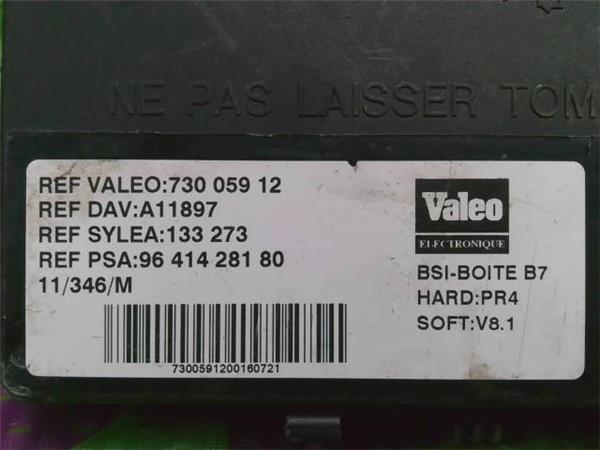 NE PAS LAISSER TOM
REF VALEO:730 059 12
REF DAV:A11897
REF SYLEA:133 273
REF PSA:96 414 281 80
11/346/M
7300591200160721
Valeo
ELECTRONIQUE
BSI-BOITE B7
HARD:PR4
SOFT:V8.1